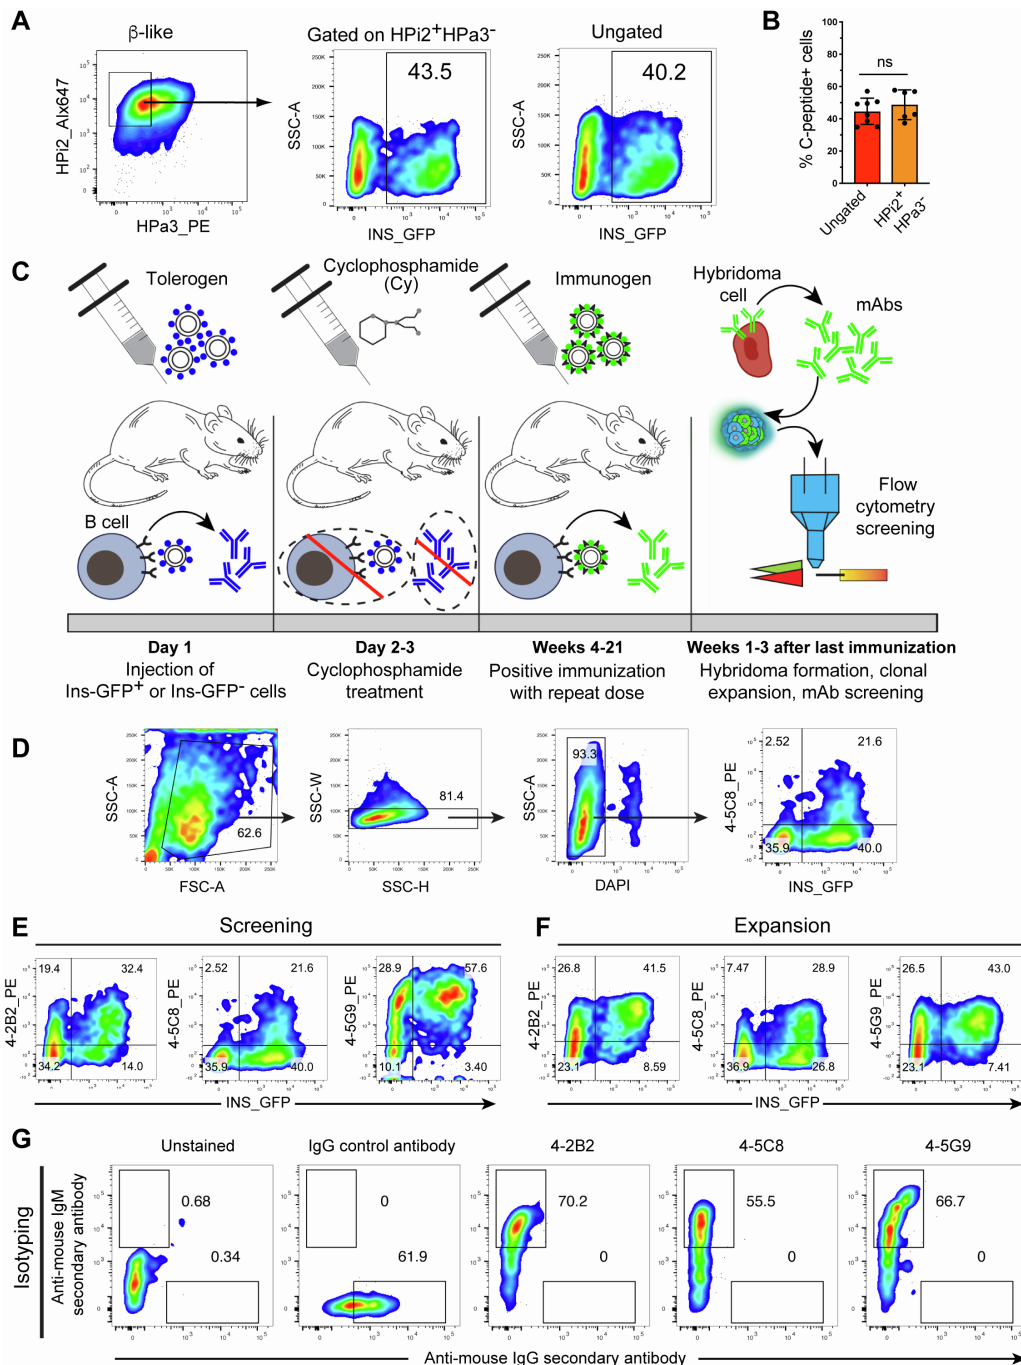 A
β-like
HPi2_Alx647
HPa3_PE
Gated on HPi2+HPa3-
43.5
SSC-A
INS_GFP
Ungated
40.2
SSC-A
INS_GFP
B
ns
% C-peptide+ cells
100
80
60
40
20
0
Ungated
HPi2+
HPa3-
C
Tolerogen
Cyclophosphamide
(Cy)
Immunogen
Hybridoma
cell
mAbs
B cell
Flow
cytometry
screening
Day 1
Injection of
Ins-GFP+ or Ins-GFP- cells
Day 2-3
Cyclophosphamide
treatment
Weeks 4-21
Positive immunization
with repeat dose
Weeks 1-3 after last immunization
Hybridoma formation, clonal
expansion, mAb screening
D
SSC-A
62.6
FSC-A
SSC-W
81.4
SSC-H
SSC-A
93.3
DAPI
4-5C8_PE
2.52
21.6
35.9
40.0
INS_GFP
E
Screening
4-2B2_PE
19.4
32.4
34.2
14.0
4-5C8_PE
2.52
21.6
35.9
40.0
4-5G9_PE
28.9
57.6
10.1
3.40
INS_GFP
F
Expansion
4-2B2_PE
26.8
41.5
23.1
8.59
4-5C8_PE
7.47
28.9
36.9
26.8
4-5G9_PE
26.5
43.0
23.1
7.41
INS_GFP
G
Isotyping
Anti-mouse IgM
secondary antibody
Unstained
0.68
0.34
IgG control antibody
0
61.9
4-2B2
70.2
0
4-5C8
55.5
0
4-5G9
66.7
0
Anti-mouse IgG secondary antibody